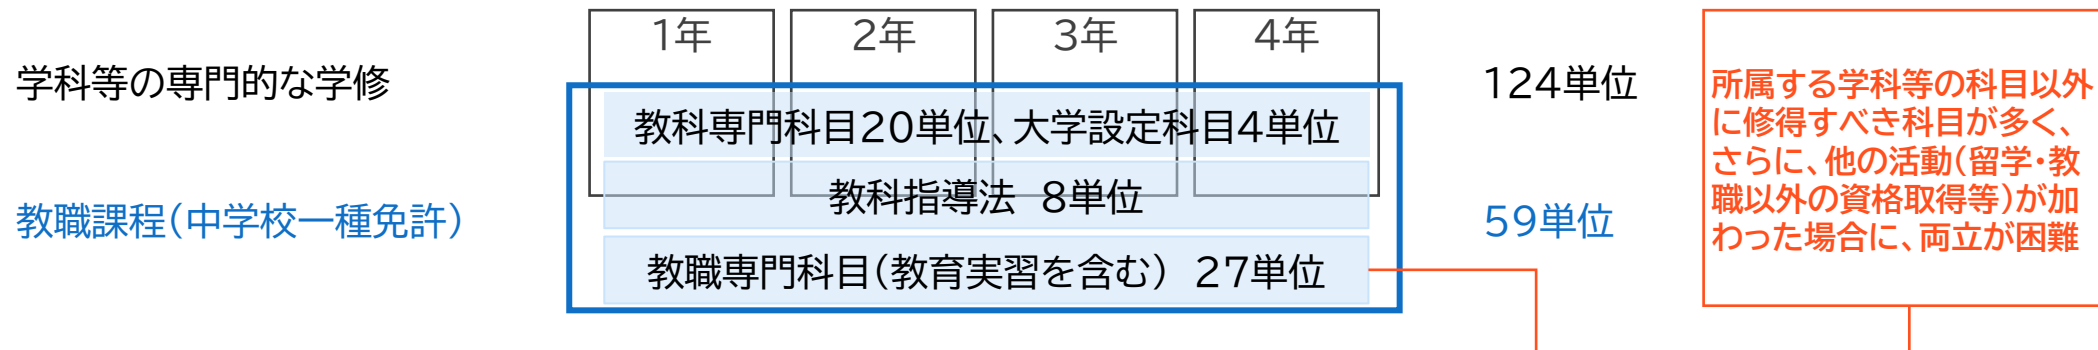 1年 2年 3年 4年
学科等の専門的な学修
124単位
教科専門科目20単位、大学設定科目4単位
教科指導法 8単位
教職課程(中学校一種免許)
59単位
教職専門科目(教育実習を含む) 27単位
所属する学科等の科目以外
に修得すべき科目が多く、
さらに、他の活動(留学・教
職以外の資格取得等)が加
わった場合に、両立が困難